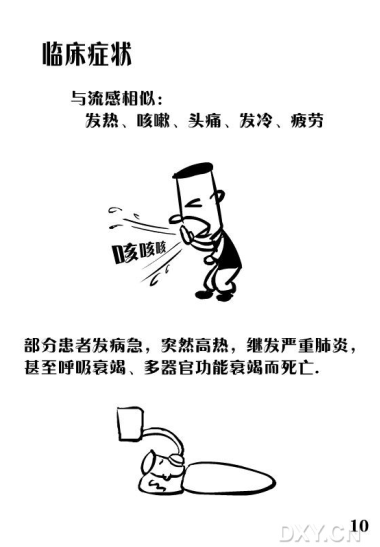 临床症状
与流感相似：
发热、咳嗽、头痛、发冷、疲劳
咳咳咳
部分患者发病急，突然高热，继发严重肺炎，
甚至呼吸衰竭、多器官功能衰竭而死亡.
10
DXY.CN